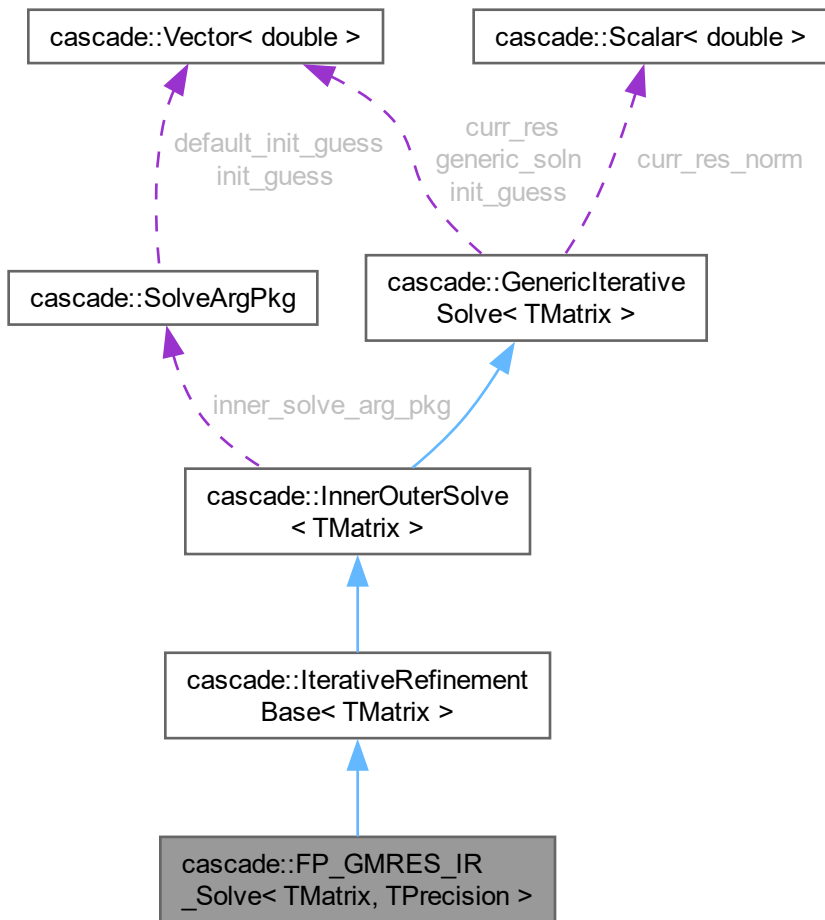 cascade::Vector< double >
cascade::Scalar< double >
default_init_guess
init_guess
curr_res
generic_soln
init_guess
curr_res_norm
cascade::SolveArgPkg
cascade::GenericIterative
Solve< TMatrix >
inner_solve_arg_pkg
cascade::InnerOuterSolve
< TMatrix >
cascade::IterativeRefinement
Base< TMatrix >
cascade::FP_GMRES_IR
_Solve< TMatrix, TPrecision >